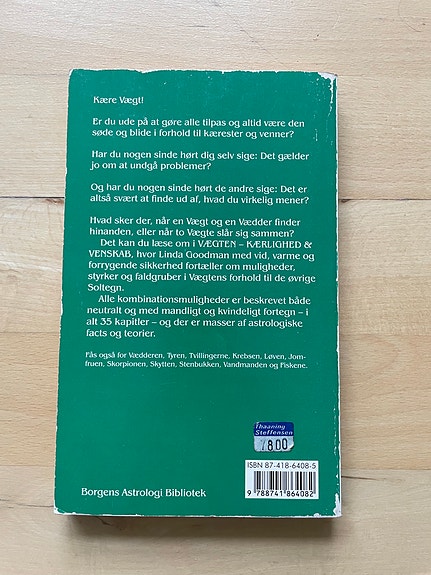 Kære Vægt!
Er du ude på at gøre alle tilpas og altid være den
søde og blide i forhold til kærester og venner?
Har du nogen sinde hørt dig selv sige: Det gælder
jo om at undgå problemer?
Og har du nogen sinde hørt de andre sige: Det er
altså svært at finde ud af, hvad du virkelig mener?
Hvad sker der, når en Vægt og en Vædder finder
hinanden, eller når to Vægte slår sig sammen?
Det kan du læse om i VÆGTEN – KÆRLIGHED &
VENSKAB, hvor Linda Goodman med vid, varme og
forrygende sikkerhed fortæller om muligheder,
styrker og faldgruber i Vægtens forhold til de øvrige
Soltegn.
Alle kombinationsmuligheder er beskrevet både
neutralt og med mandligt og kvindeligt fortegn – i
alt 35 kapitler – og der er masser af astrologiske
facts og teorier.
Fås også for Vædderen, Tyren, Tvillingerne, Krebsen, Løven, Jom-
fruen, Skorpionen, Skytten, Stenbukken, Vandmanden og Fiskene.
Thaaning
Steffensen
78.00
ISBN 87-418-6408-5
9 788741 864082
Borgens Astrologi Bibliotek